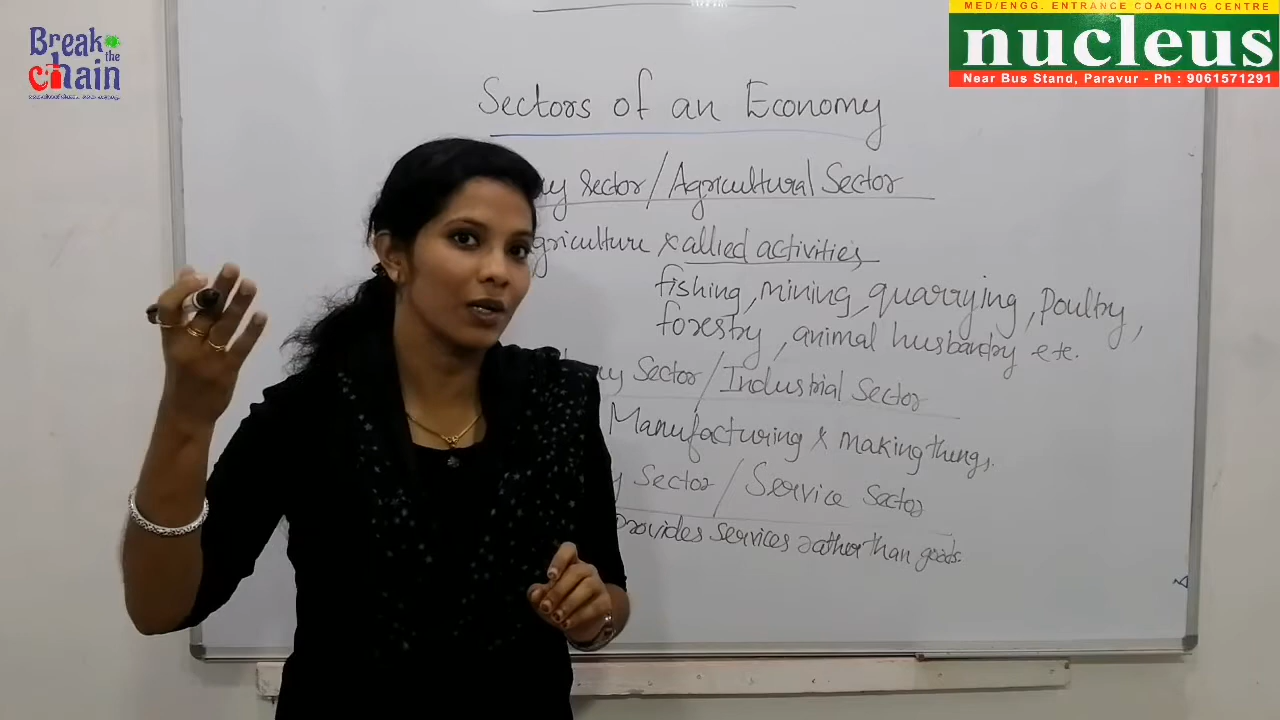 Break
the
chain
MED/ENGG. ENTRANCE COACHING CENTRE
nucleus
Near Bus Stand, Paravur - Ph : 9061571291
Sectors of an Economy
ry Sector / Agricultural Sector
griculture & allied activities
fishing, mining, quarrying, Poultry,
forestry, animal husbandry etc.
ry Sector / Industrial Sector
Manufacturing & making things.
y Sector / Service Sector
Provides services rather than goods.